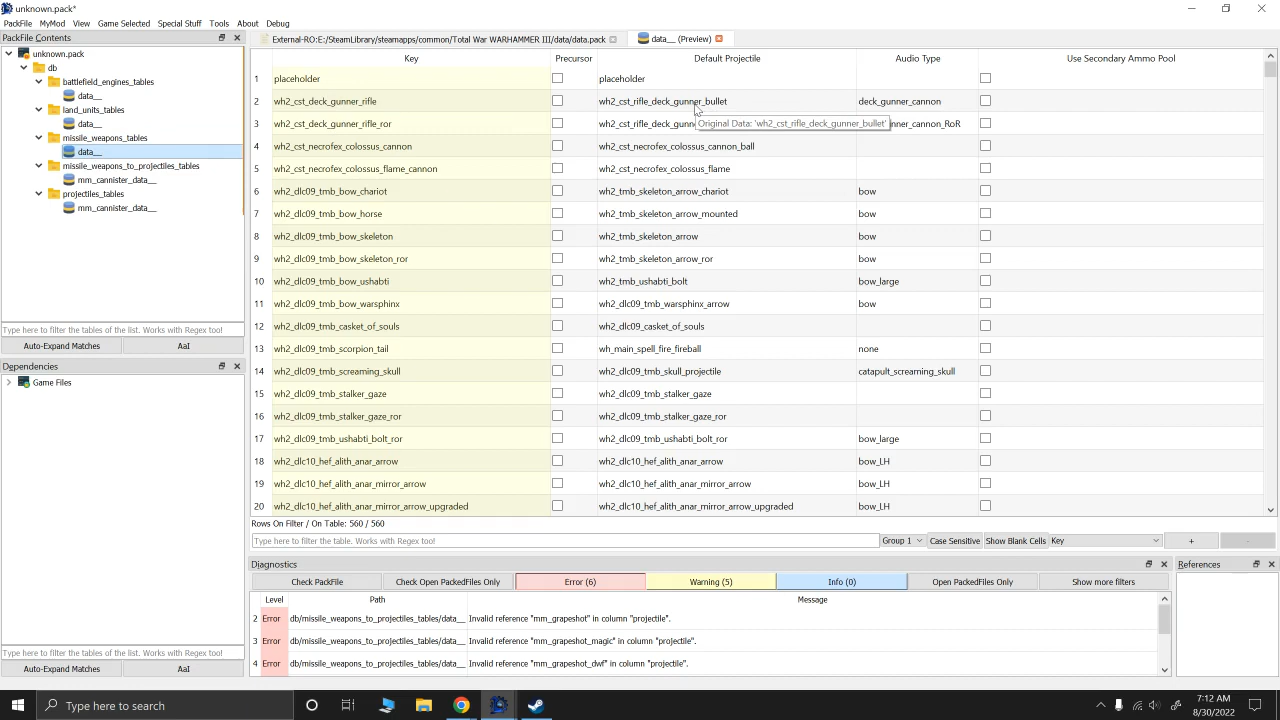 unknown.pack*
PackFile MyMod View Game Selected Special Stuff Tools About Debug
PackFile Contents
unknown.pack
db
battlefield_engines_tables
data__
land_units_tables
data__
missile_weapons_tables
data__
missile_weapons_to_projectiles_tables
mm_cannister_data__
projectiles_tables
mm_cannister_data__
Type here to filter the tables of the list. Works with Regex too!
Auto-Expand Matches AaI
Dependencies
Game Files
Type here to filter the tables of the list. Works with Regex too!
Auto-Expand Matches AaI
External-RO:E:/SteamLibrary/steamapps/common/Total War WARHAMMER III/data/data.pack data__ (Preview)
Key Precursor Default Projectile Audio Type Use Secondary Ammo Pool
1 placeholder placeholder
2 wh2_cst_deck_gunner_rifle wh2_cst_rifle_deck_gunner_bullet deck_gunner_cannon
3 wh2_cst_deck_gunner_rifle_ror wh2_cst_rifle_deck_gunn unner_cannon_RoR
Original Data: 'wh2_cst_rifle_deck_gunner_bullet'
4 wh2_cst_necrofex_colossus_cannon wh2_cst_necrofex_colossus_cannon_ball
5 wh2_cst_necrofex_colossus_flame_cannon wh2_cst_necrofex_colossus_flame
6 wh2_dlc09_tmb_bow_chariot wh2_tmb_skeleton_arrow_chariot bow
7 wh2_dlc09_tmb_bow_horse wh2_tmb_skeleton_arrow_mounted bow
8 wh2_dlc09_tmb_bow_skeleton wh2_tmb_skeleton_arrow bow
9 wh2_dlc09_tmb_bow_skeleton_ror wh2_tmb_skeleton_arrow_ror bow
10 wh2_dlc09_tmb_bow_ushabti wh2_tmb_ushabti_bolt bow_large
11 wh2_dlc09_tmb_bow_warsphinx wh2_dlc09_tmb_warsphinx_arrow bow
12 wh2_dlc09_tmb_casket_of_souls wh2_dlc09_casket_of_souls
13 wh2_dlc09_tmb_scorpion_tail wh_main_spell_fire_fireball none
14 wh2_dlc09_tmb_screaming_skull wh2_dlc09_tmb_skull_projectile catapult_screaming_skull
15 wh2_dlc09_tmb_stalker_gaze wh2_dlc09_tmb_stalker_gaze
16 wh2_dlc09_tmb_stalker_gaze_ror wh2_dlc09_tmb_stalker_gaze_ror
17 wh2_dlc09_tmb_ushabti_bolt_ror wh2_dlc09_tmb_ushabti_bolt_ror bow_large
18 wh2_dlc10_hef_alith_anar_arrow wh2_dlc10_hef_alith_anar_arrow bow_LH
19 wh2_dlc10_hef_alith_anar_mirror_arrow wh2_dlc10_hef_alith_anar_mirror_arrow bow_LH
20 wh2_dlc10_hef_alith_anar_mirror_arrow_upgraded wh2_dlc10_hef_alith_anar_mirror_arrow_upgraded bow_LH
Rows On Filter / On Table: 560 / 560
Type here to filter the table. Works with Regex too! Group 1 Case Sensitive Show Blank Cells Key + -
Diagnostics
Check PackFile Check Open PackedFiles Only Error (6) Warning (5) Info (0) Open PackedFiles Only Show more filters
Level Path Message
2 Error db/missile_weapons_to_projectiles_tables/data__ Invalid reference "mm_grapeshot" in column "projectile".
3 Error db/missile_weapons_to_projectiles_tables/data__ Invalid reference "mm_grapeshot_magic" in column "projectile".
4 Error db/missile_weapons_to_projectiles_tables/data__ Invalid reference "mm_grapeshot_dwf" in column "projectile".
References
Type here to search
7:12 AM
8/30/2022